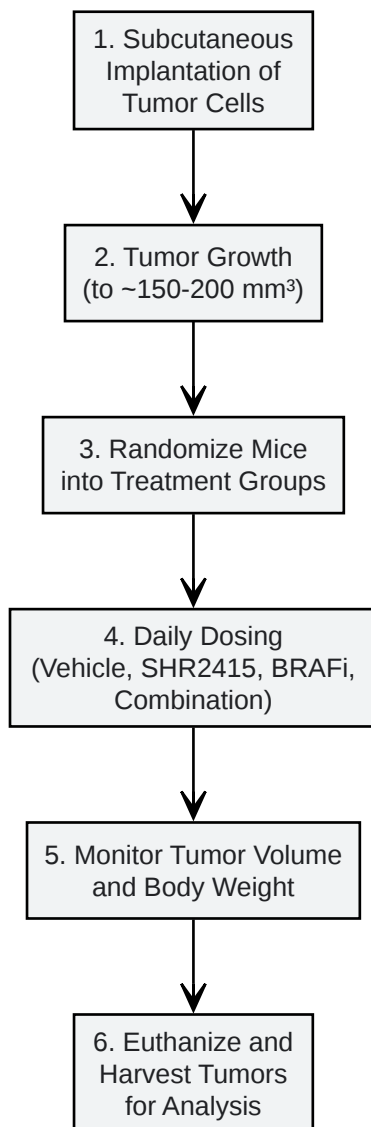 1. Subcutaneous
Implantation of
Tumor Cells
2. Tumor Growth
(to ~150-200 mm³)
3. Randomize Mice
into Treatment Groups
4. Daily Dosing
(Vehicle, SHR2415, BRAFi,
Combination)
5. Monitor Tumor Volume
and Body Weight
6. Euthanize and
Harvest Tumors
for Analysis